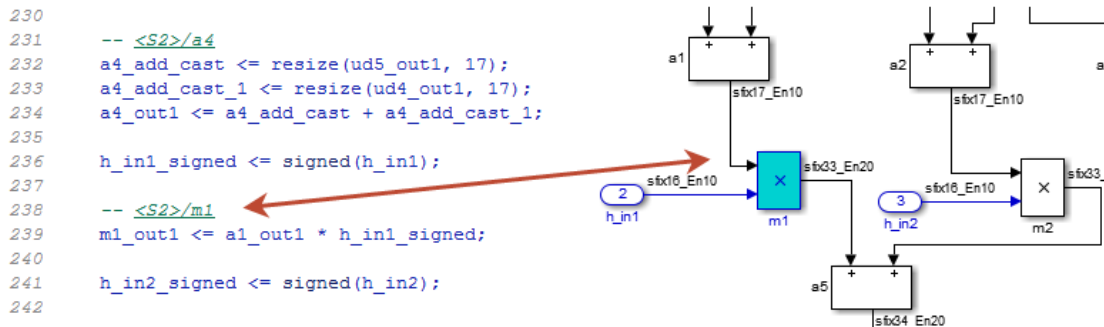 230
231 -- <S2>/a4
232 a4_add_cast <= resize(ud5_out1, 17);
233 a4_add_cast_1 <= resize(ud4_out1, 17);
234 a4_out1 <= a4_add_cast + a4_add_cast_1;
235
236 h_in1_signed <= signed(h_in1);
237
238 -- <S2>/m1
239 m1_out1 <= a1_out1 * h_in1_signed;
240
241 h_in2_signed <= signed(h_in2);
242
+ +
a1
sfix17_En10
+ +
a2
sfix17_En10
a
2
h_in1
sfix16_En10
×
m1
sfix33_En20
3
h_in2
sfix16_En10
×
m2
sfix33_
+ +
a5
sfix34_En20